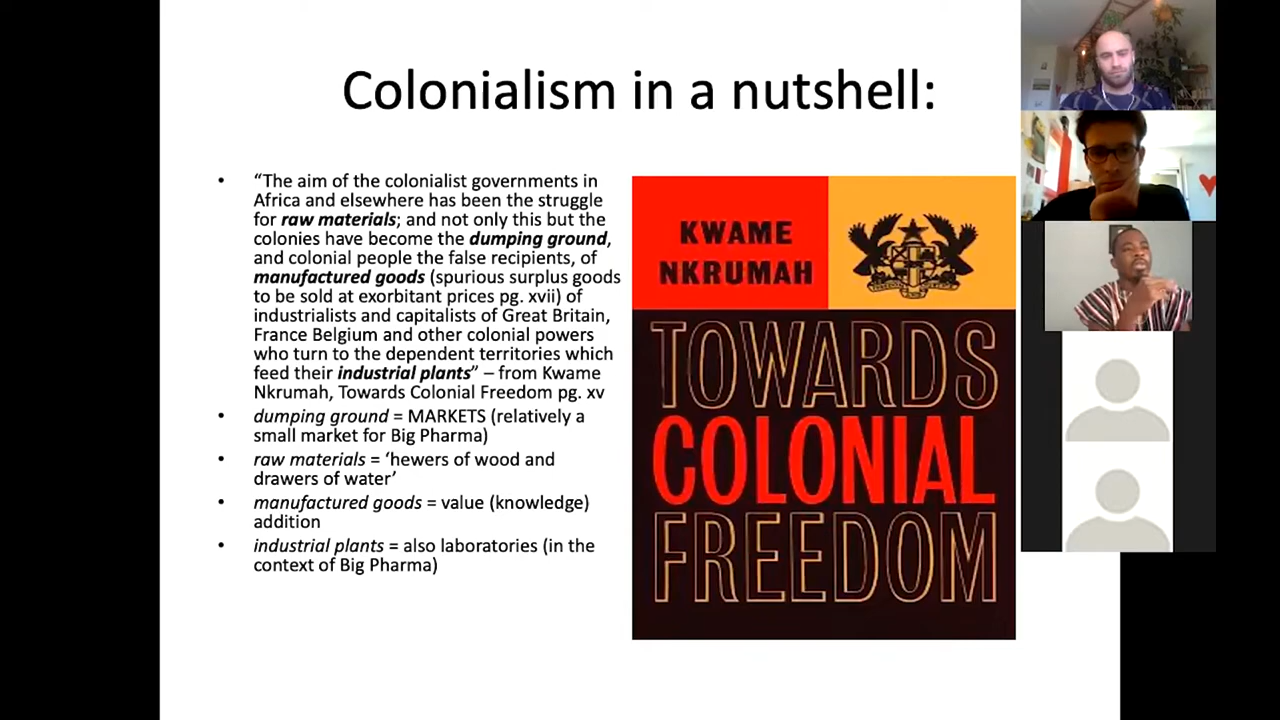 Colonialism in a nutshell:
• “The aim of the colonialist governments in
Africa and elsewhere has been the struggle
for raw materials; and not only this but the
colonies have become the dumping ground,
and colonial people the false recipients, of
manufactured goods (spurious surplus goods
to be sold at exorbitant prices pg. xvii) of
industrialists and capitalists of Great Britain,
France Belgium and other colonial powers
who turn to the dependent territories which
feed their industrial plants” – from Kwame
Nkrumah, Towards Colonial Freedom pg. xv
• dumping ground = MARKETS (relatively a
small market for Big Pharma)
• raw materials = ‘hewers of wood and
drawers of water’
• manufactured goods = value (knowledge)
addition
• industrial plants = also laboratories (in the
context of Big Pharma)
KWAME
NKRUMAH
TOWARDS
COLONIAL
FREEDOM